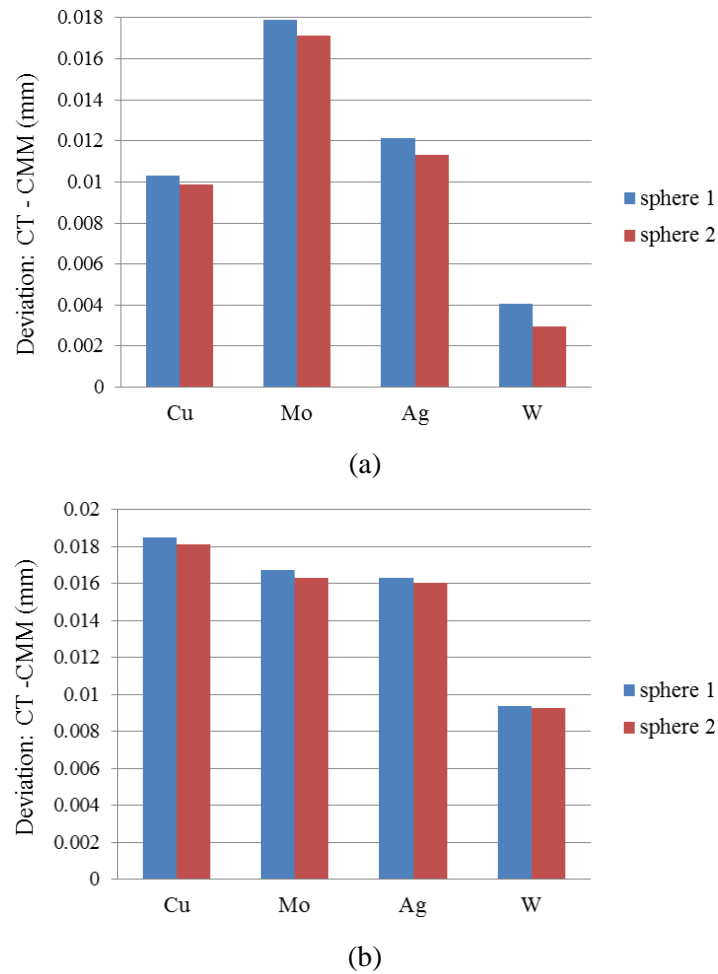 0.018
0.016
0.014
0.012
0.01
0.008
0.006
0.004
0.002
0
Deviation: CT - CMM (mm)
Cu Mo Ag W
sphere 1
sphere 2
(a)
0.02
0.018
0.016
0.014
0.012
0.01
0.008
0.006
0.004
0.002
0
Deviation: CT -CMM (mm)
Cu Mo Ag W
sphere 1
sphere 2
(b)